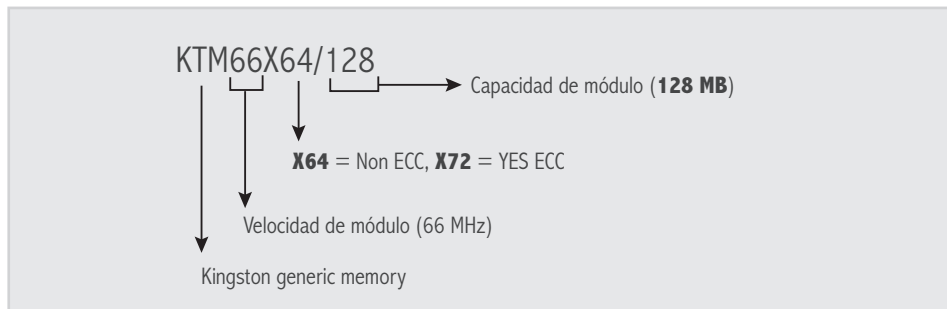 KTM66X64/128
Capacidad de módulo (128 MB)
X64 = Non ECC, X72 = YES ECC
Velocidad de módulo (66 MHz)
Kingston generic memory